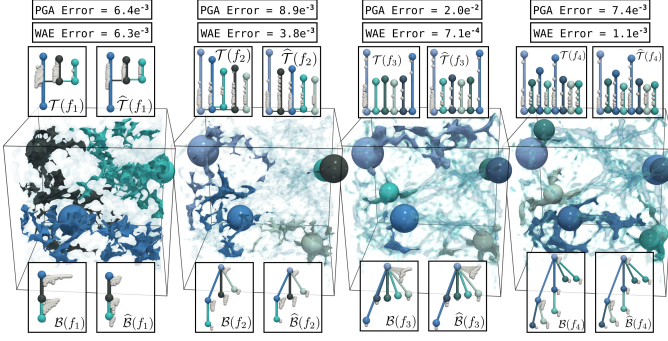 PGA Error = 6.4e⁻³
WAE Error = 6.3e⁻³
PGA Error = 8.9e⁻³
WAE Error = 3.8e⁻³
PGA Error = 2.0e⁻²
WAE Error = 7.1e⁻⁴
PGA Error = 7.4e⁻³
WAE Error = 1.1e⁻³
𝒯(f₁)
𝒯̂(f₁)
𝒯(f₂)
𝒯̂(f₂)
𝒯(f₃)
𝒯̂(f₃)
𝒯(f₄)
𝒯̂(f₄)
ℬ(f₁)
ℬ̂(f₁)
ℬ(f₂)
ℬ̂(f₂)
ℬ(f₃)
ℬ̂(f₃)
ℬ(f₄)
ℬ̂(f₄)